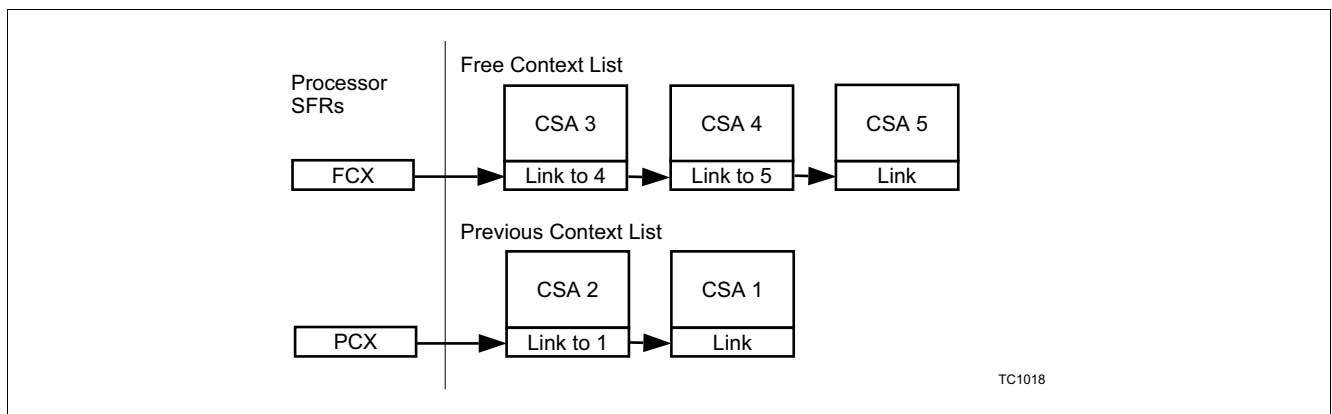 Free Context List
Processor
SFRs
CSA 3
CSA 4
CSA 5
FCX
Link to 4
Link to 5
Link
Previous Context List
CSA 2
CSA 1
PCX
Link to 1
Link
TC1018